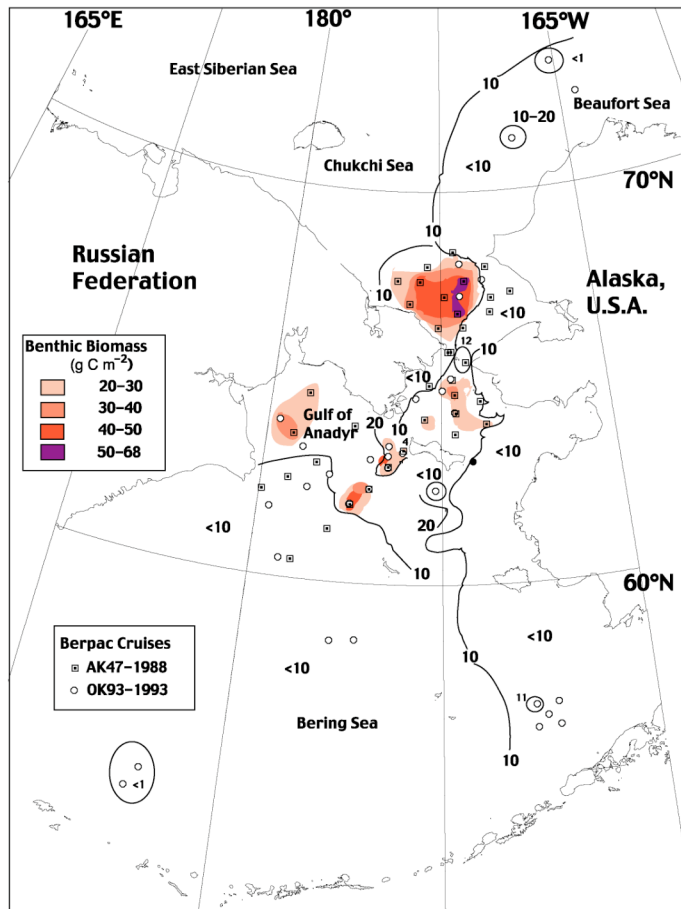 165°E
180°
165°W
<1
East Siberian Sea
10
Beaufort Sea
10–20
Chukchi Sea
<10
70°N
10
Russian
Federation
Alaska,
U.S.A.
10
<10
Benthic Biomass
(g C m⁻²)
20–30
30–40
40–50
50–68
12
10
<10
Gulf of
Anadyr
20
10
4
<10
<10
20
<10
10
60°N
Berpac Cruises
AK47–1988
OK93–1993
<10
<10
10
11
Bering Sea
10
<1